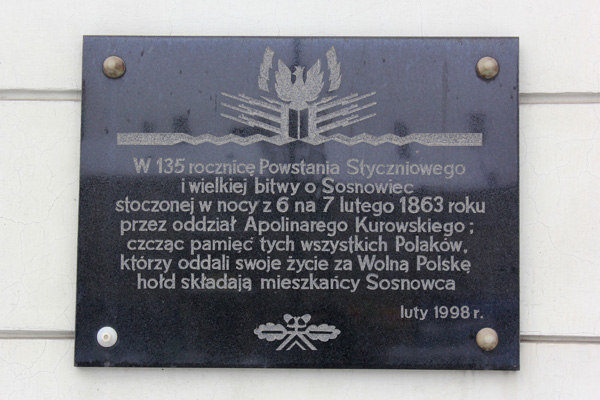 W 135 rocznicę Powstania Styczniowego
i wielkiej bitwy o Sosnowiec
stoczonej w nocy z 6 na 7 lutego 1863 roku
przez oddział Apolinarego Kurowskiego;
czcząc pamięć tych wszystkich Polaków,
którzy oddali swoje życie za Wolną Polskę
hołd składają mieszkańcy Sosnowca
luty 1998 r.